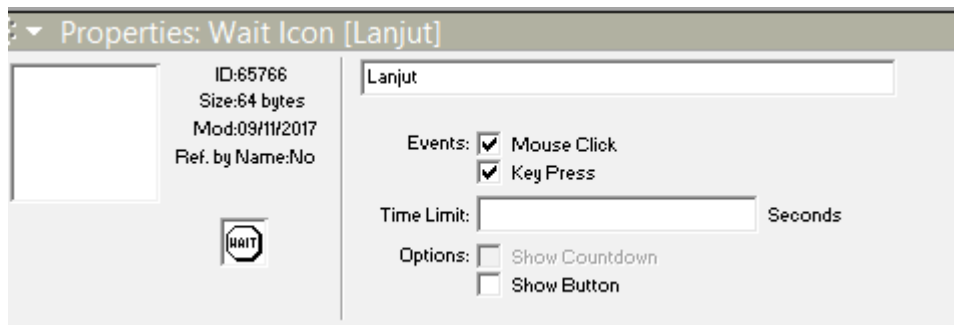 Properties: Wait Icon [Lanjut]
ID:65766
Size:64 bytes
Mod:09/11/2017
Ref. by Name:No
WAIT
Lanjut
Events: Mouse Click
Key Press
Time Limit: Seconds
Options: Show Countdown
Show Button